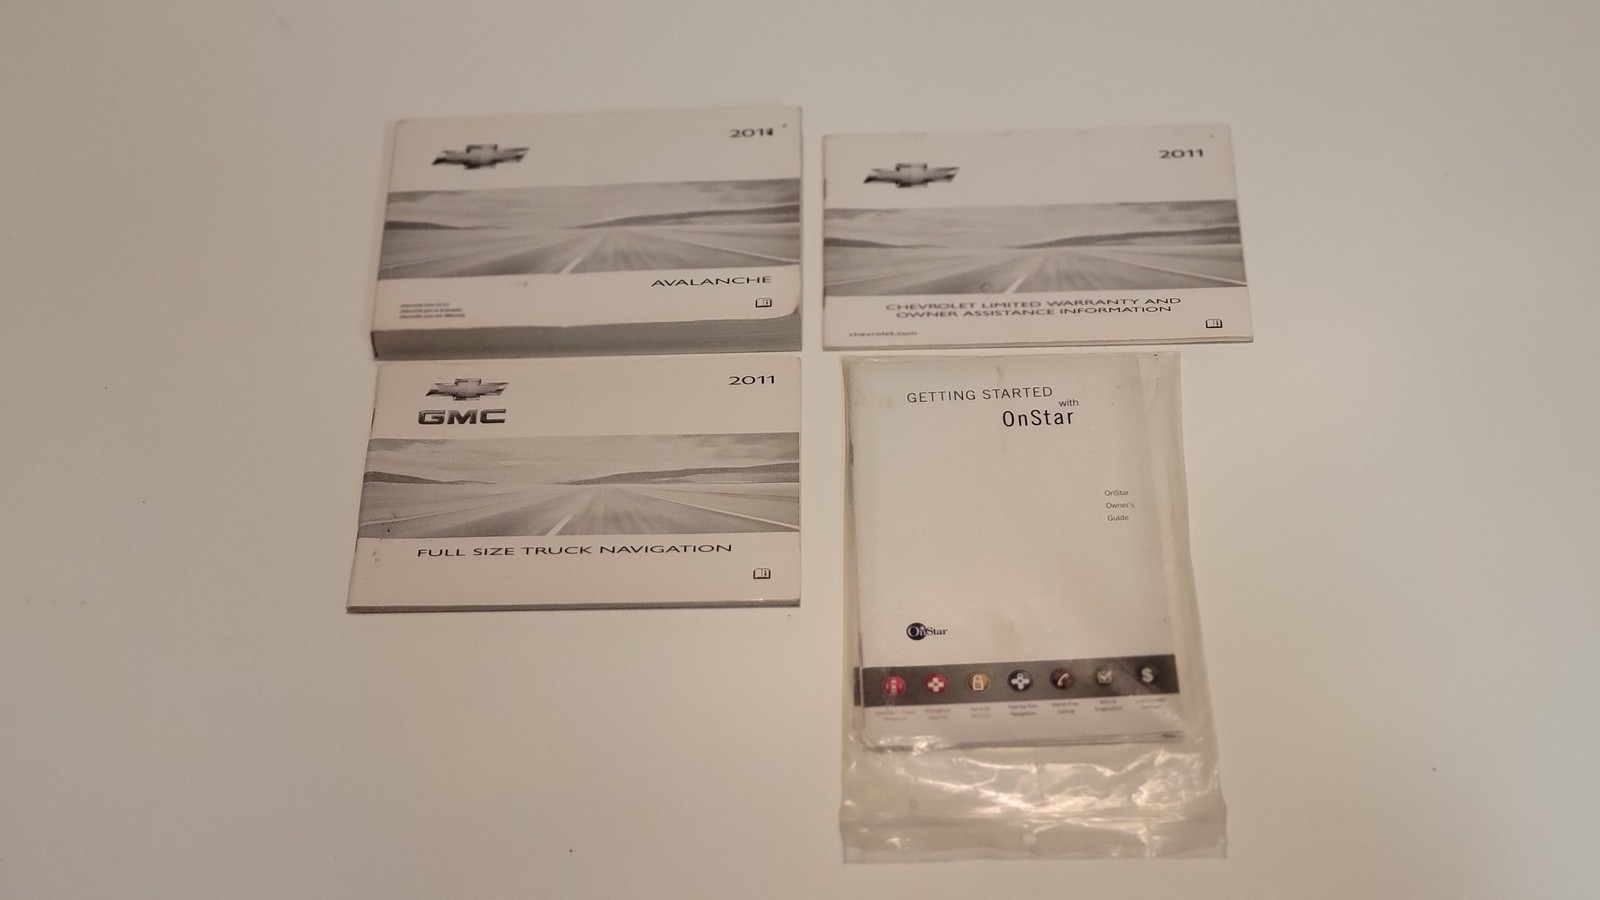 2011
AVALANCHE
2011
CHEVROLET LIMITED WARRANTY AND
OWNER ASSISTANCE INFORMATION
chevrolet.com
GMC
2011
FULL SIZE TRUCK NAVIGATION
GETTING STARTED
with
OnStar
OnStar
Owner's
Guide
OnStar